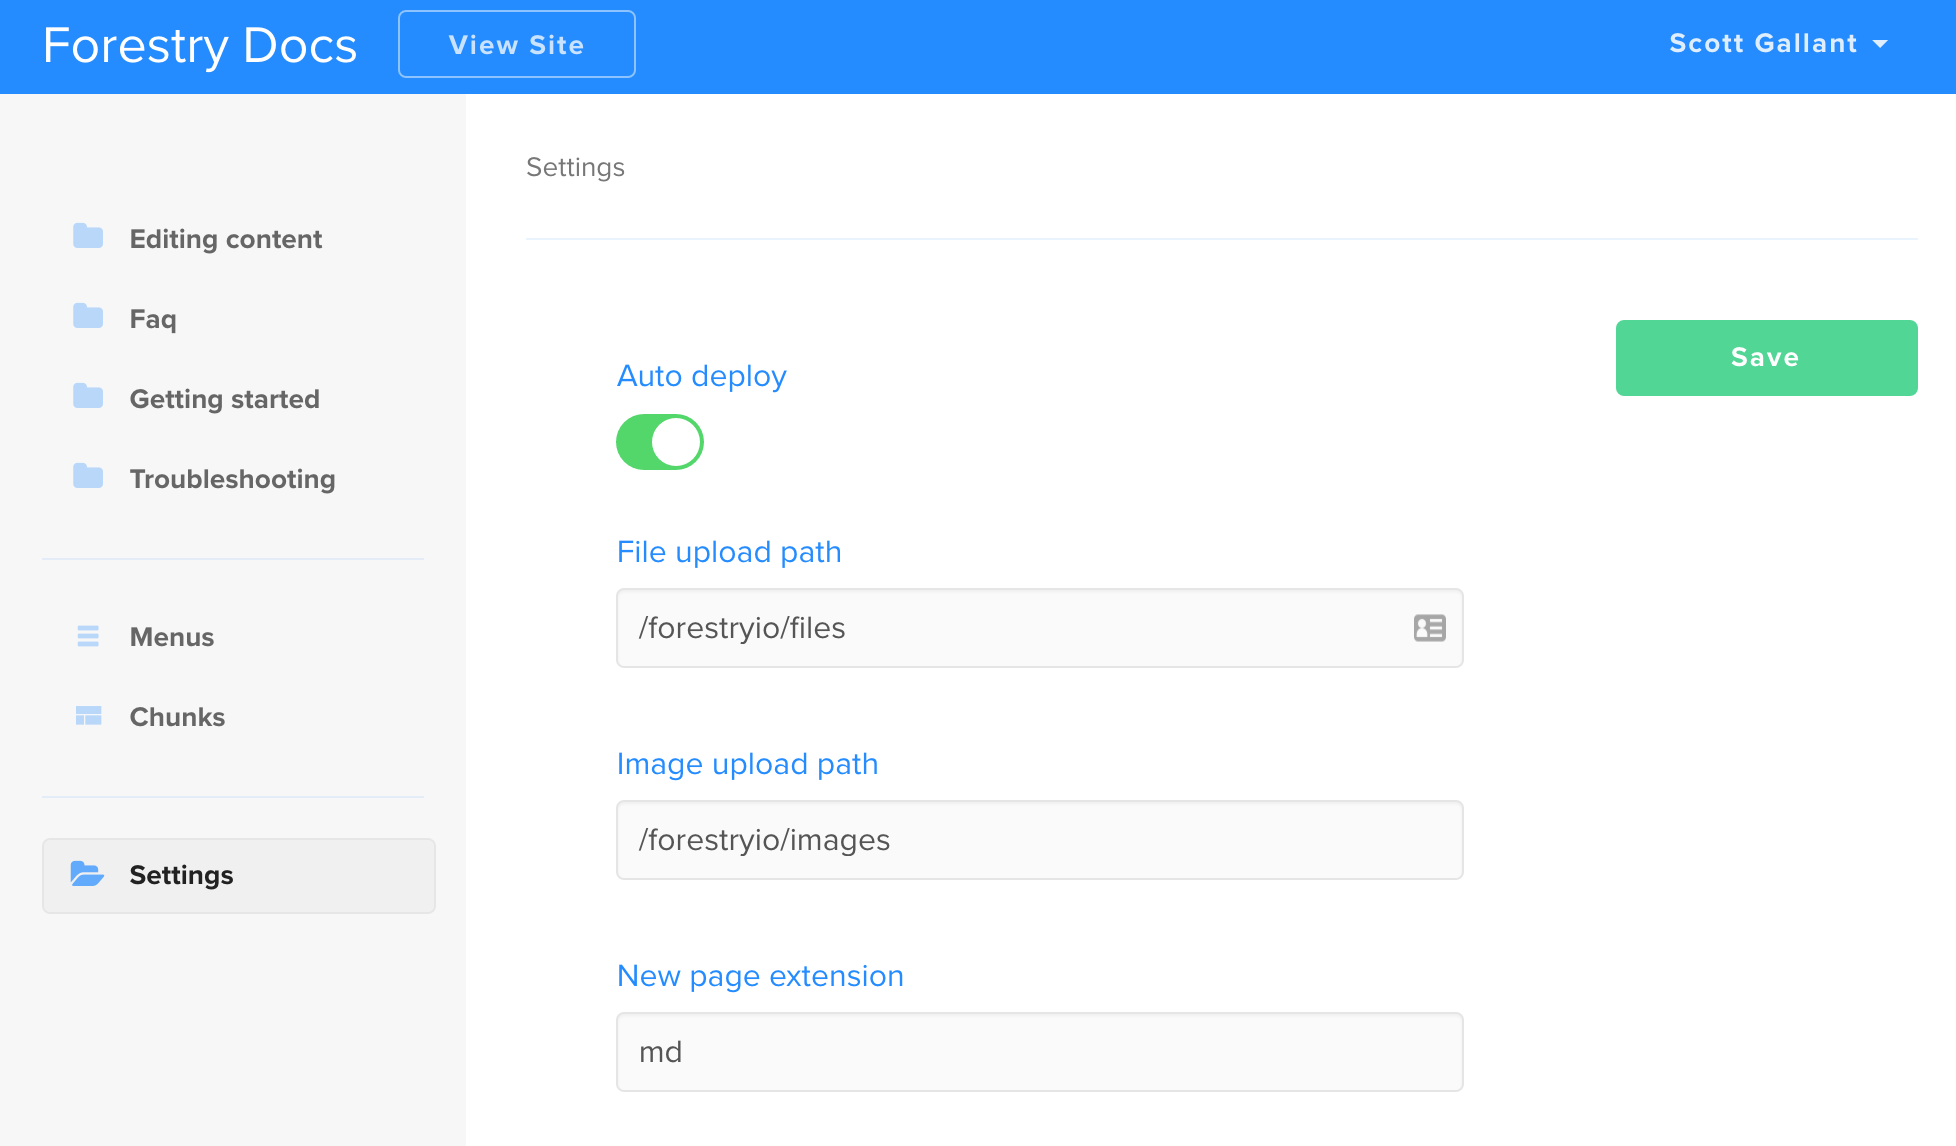 Forestry Docs
View Site
Scott Gallant
Editing content
Faq
Getting started
Troubleshooting
Menus
Chunks
Settings
Settings
Save
Auto deploy
File upload path
/forestryio/files
Image upload path
/forestryio/images
New page extension
md